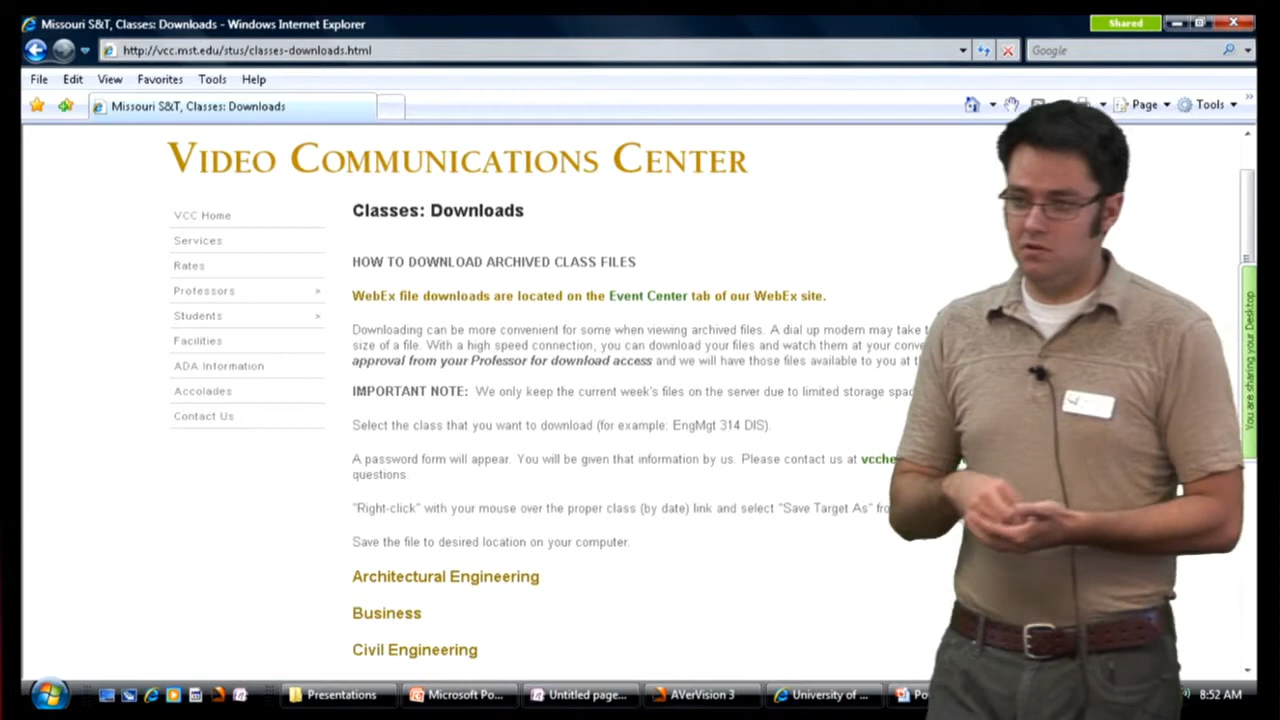 Missouri S&T, Classes: Downloads - Windows Internet Explorer
Shared
http://vcc.mst.edu/stus/classes-downloads.html
Google
File Edit View Favorites Tools Help
Missouri S&T, Classes: Downloads
Page Tools
VIDEO COMMUNICATIONS CENTER
VCC Home
Services
Rates
Professors »
Students »
Facilities
ADA Information
Accolades
Contact Us
Classes: Downloads
HOW TO DOWNLOAD ARCHIVED CLASS FILES
WebEx file downloads are located on the Event Center tab of our WebEx site.
Downloading can be more convenient for some when viewing archived files. A dial up modem may take
size of a file. With a high speed connection, you can download your files and watch them at your
approval from your Professor for download access and we will have those files available to you at
IMPORTANT NOTE: We only keep the current week's files on the server due to limited storage
Select the class that you want to download (for example: EngMgt 314 DIS).
A password form will appear. You will be given that information by us. Please contact us at
questions.
"Right-click" with your mouse over the proper class (by date) link and select "Save Target As"
Save the file to desired location on your computer.
Architectural Engineering
Business
Civil Engineering
You are sharing your Desktop
Presentations
Microsoft Po...
Untitled page...
AVerVision 3
University of ...
8:52 AM